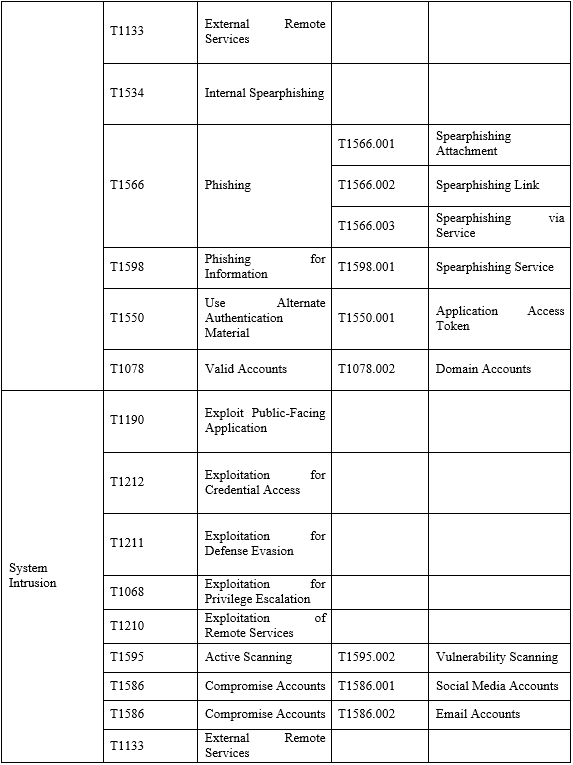 T1133
External Remote
Services
T1534
Internal Spearphishing
T1566
Phishing
T1566.001
Spearphishing
Attachment
T1566.002
Spearphishing Link
T1566.003
Spearphishing via
Service
T1598
Phishing for
Information
T1598.001
Spearphishing Service
T1550
Use Alternate
Authentication
Material
T1550.001
Application Access
Token
T1078
Valid Accounts
T1078.002
Domain Accounts
System
Intrusion
T1190
Exploit Public-Facing
Application
T1212
Exploitation for
Credential Access
T1211
Exploitation for
Defense Evasion
T1068
Exploitation for
Privilege Escalation
T1210
Exploitation of
Remote Services
T1595
Active Scanning
T1595.002
Vulnerability Scanning
T1586
Compromise Accounts
T1586.001
Social Media Accounts
T1586
Compromise Accounts
T1586.002
Email Accounts
T1133
External Remote
Services